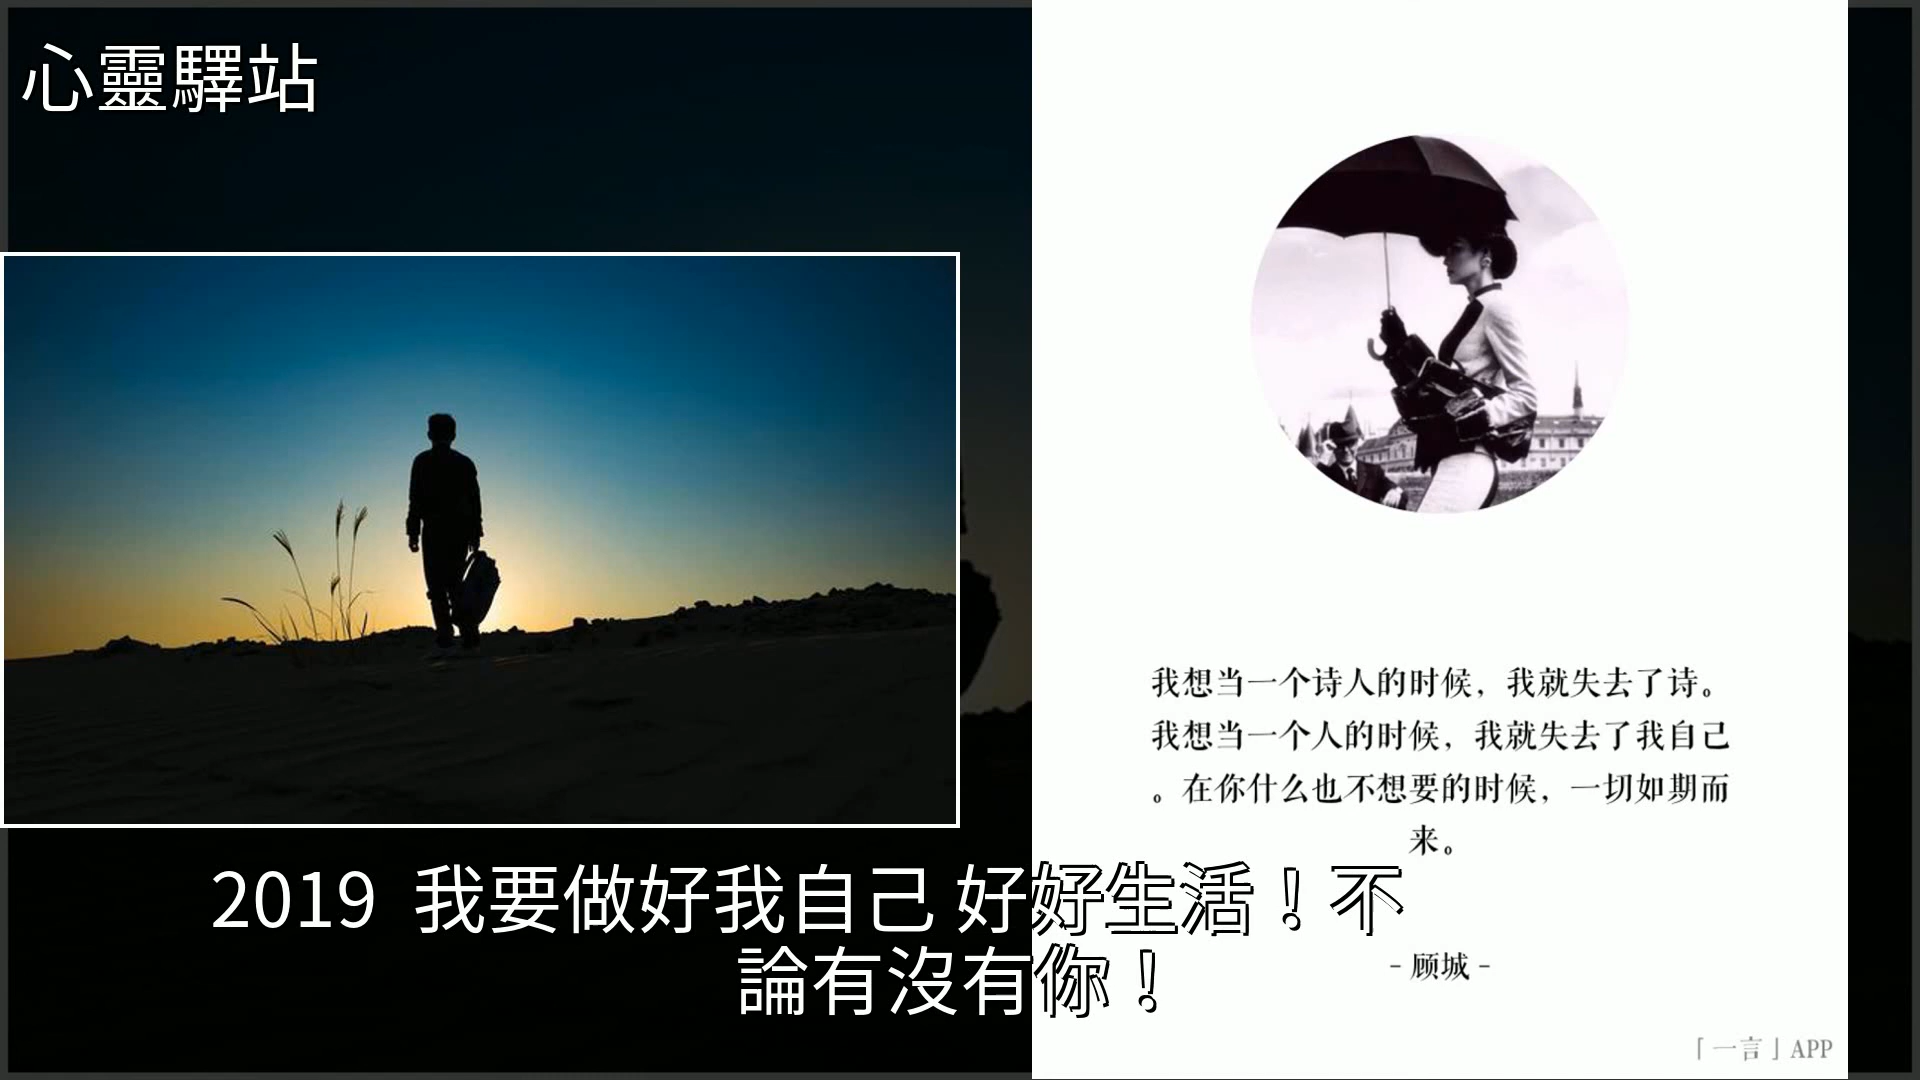 心靈驛站
我想当一个诗人的时候，我就失去了诗。
我想当一个人的时候，我就失去了我自己
。在你什么也不想要的时候，一切如期而
来。
2019 我要做好我自己 好好生活！不
論有沒有你！
- 顾城 -
「一言」APP